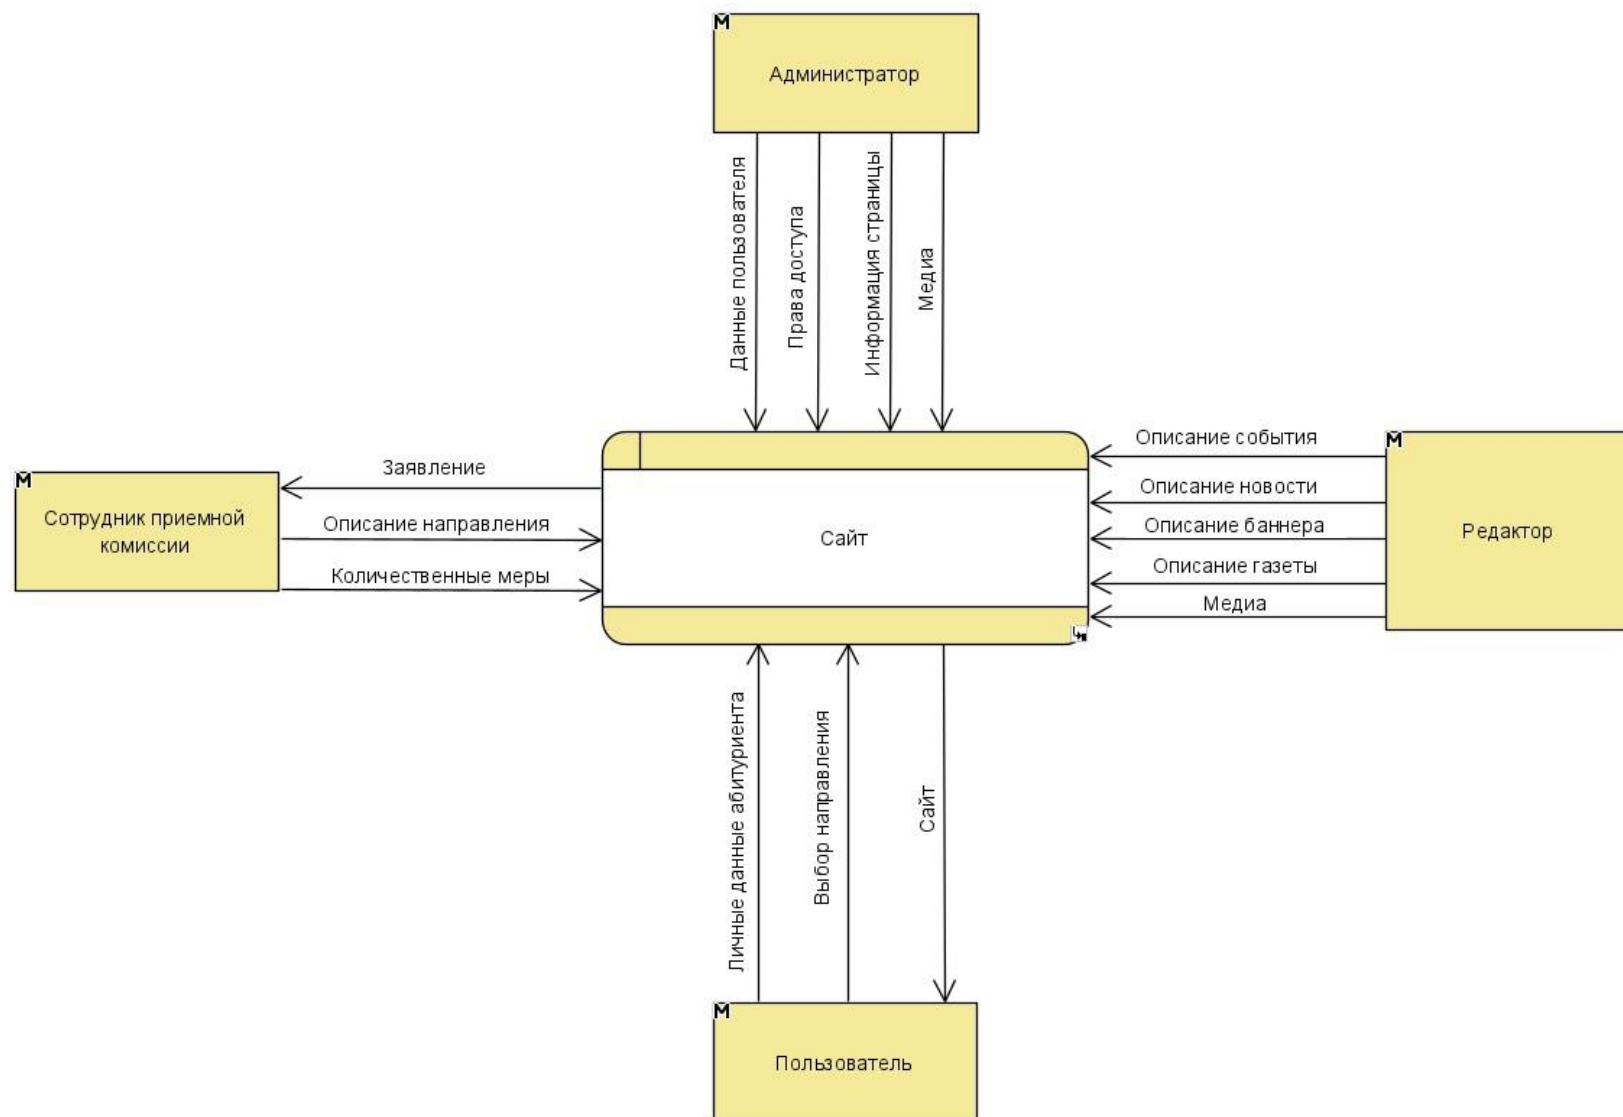 M
Администратор
Данные пользователя
Права доступа
Информация страницы
Медиа
Заявление
Описание направления
Количественные меры
M
Сотрудник приемной
комиссии
Сайт
Описание события
Описание новости
Описание баннера
Описание газеты
Медиа
M
Редактор
Личные данные абитуриента
Выбор направления
Сайт
M
Пользователь